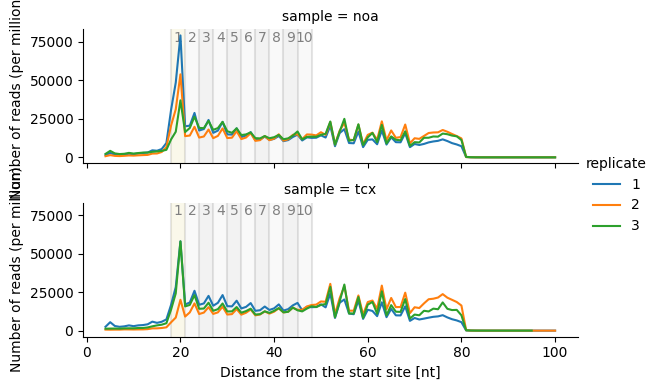 sample = noa
Number of reads (per million)
75000
50000
25000
0
1 2 3 4 5 6 7 8 9 10
sample = tcx
Number of reads (per million)
75000
50000
25000
0
1 2 3 4 5 6 7 8 9 10
0 20 40 60 80 100
Distance from the start site [nt]
replicate
1
2
3